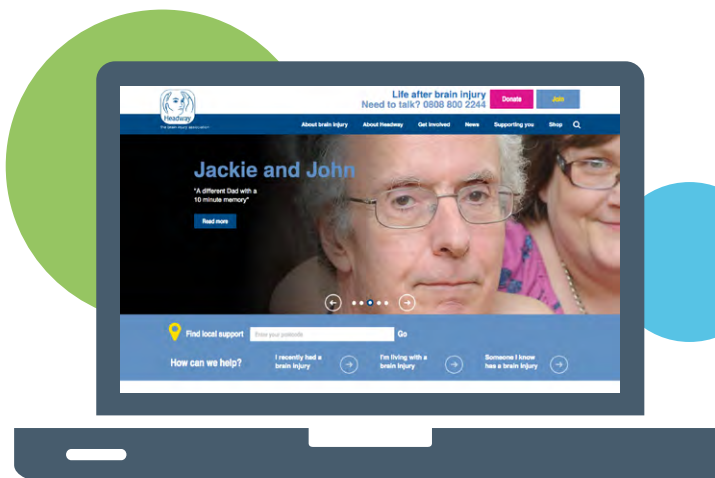 Life after brain injury
Need to talk? 0808 800 2244
Donate
Join
Headway
the brain injury association
About brain injury
About Headway
Get involved
News
Supporting you
Shop
Jackie and John
"A different Dad with a
10 minute memory"
Read more
Find local support
Enter your postcode
Go
How can we help?
I recently had a
brain injury
I'm living with a
brain injury
Someone I know
has a brain injury